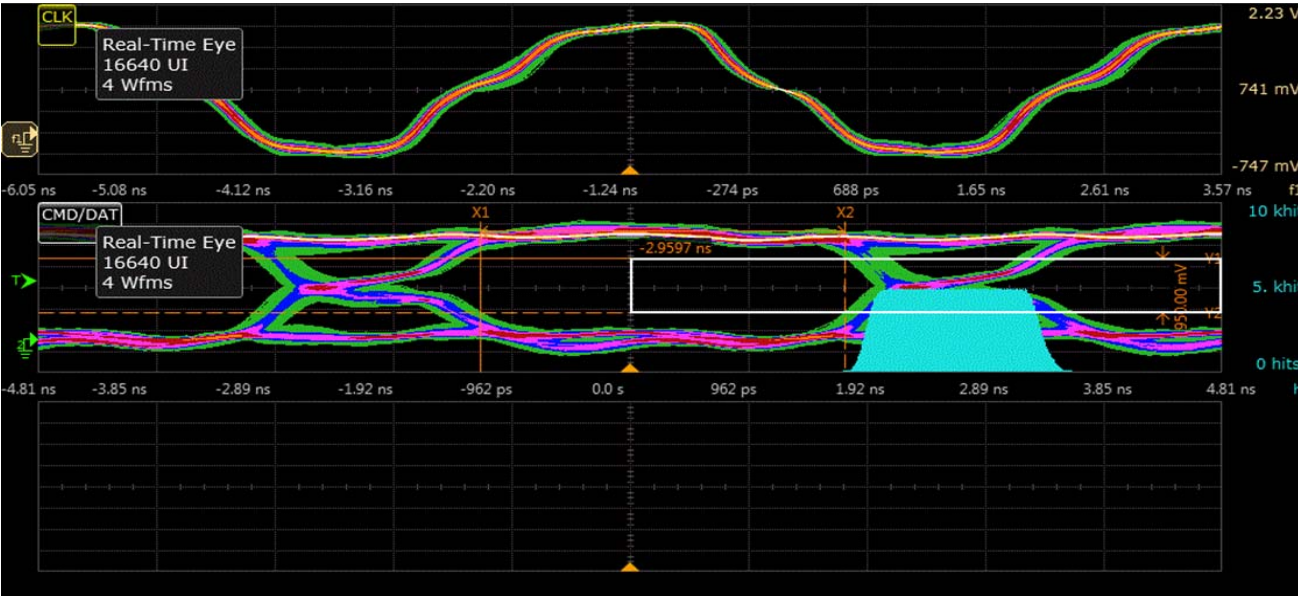 CLK
2.23 V
Real-Time Eye
16640 UI
4 Wfms
741 mV
-747 mV
-6.05 ns -5.08 ns -4.12 ns -3.16 ns -2.20 ns -1.24 ns -274 ps 688 ps 1.65 ns 2.61 ns 3.57 ns
CMD/DAT
X1 X2
10 khi
Real-Time Eye
16640 UI
4 Wfms
-2.9597 ns
Y1
T
5. khi
950.00 mV
Y2
0 hits
-4.81 ns -3.85 ns -2.89 ns -1.92 ns -962 ps 0.0 s 962 ps 1.92 ns 2.89 ns 3.85 ns 4.81 ns